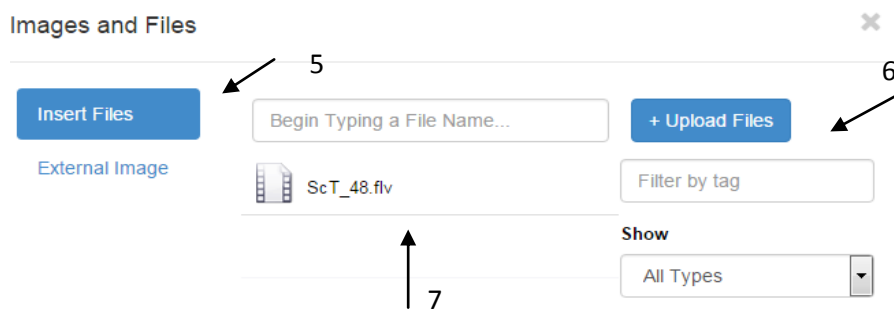 Images and Files
5
6
Insert Files
Begin Typing a File Name...
+ Upload Files
External Image
ScT_48.flv
Filter by tag
Show
All Types
7